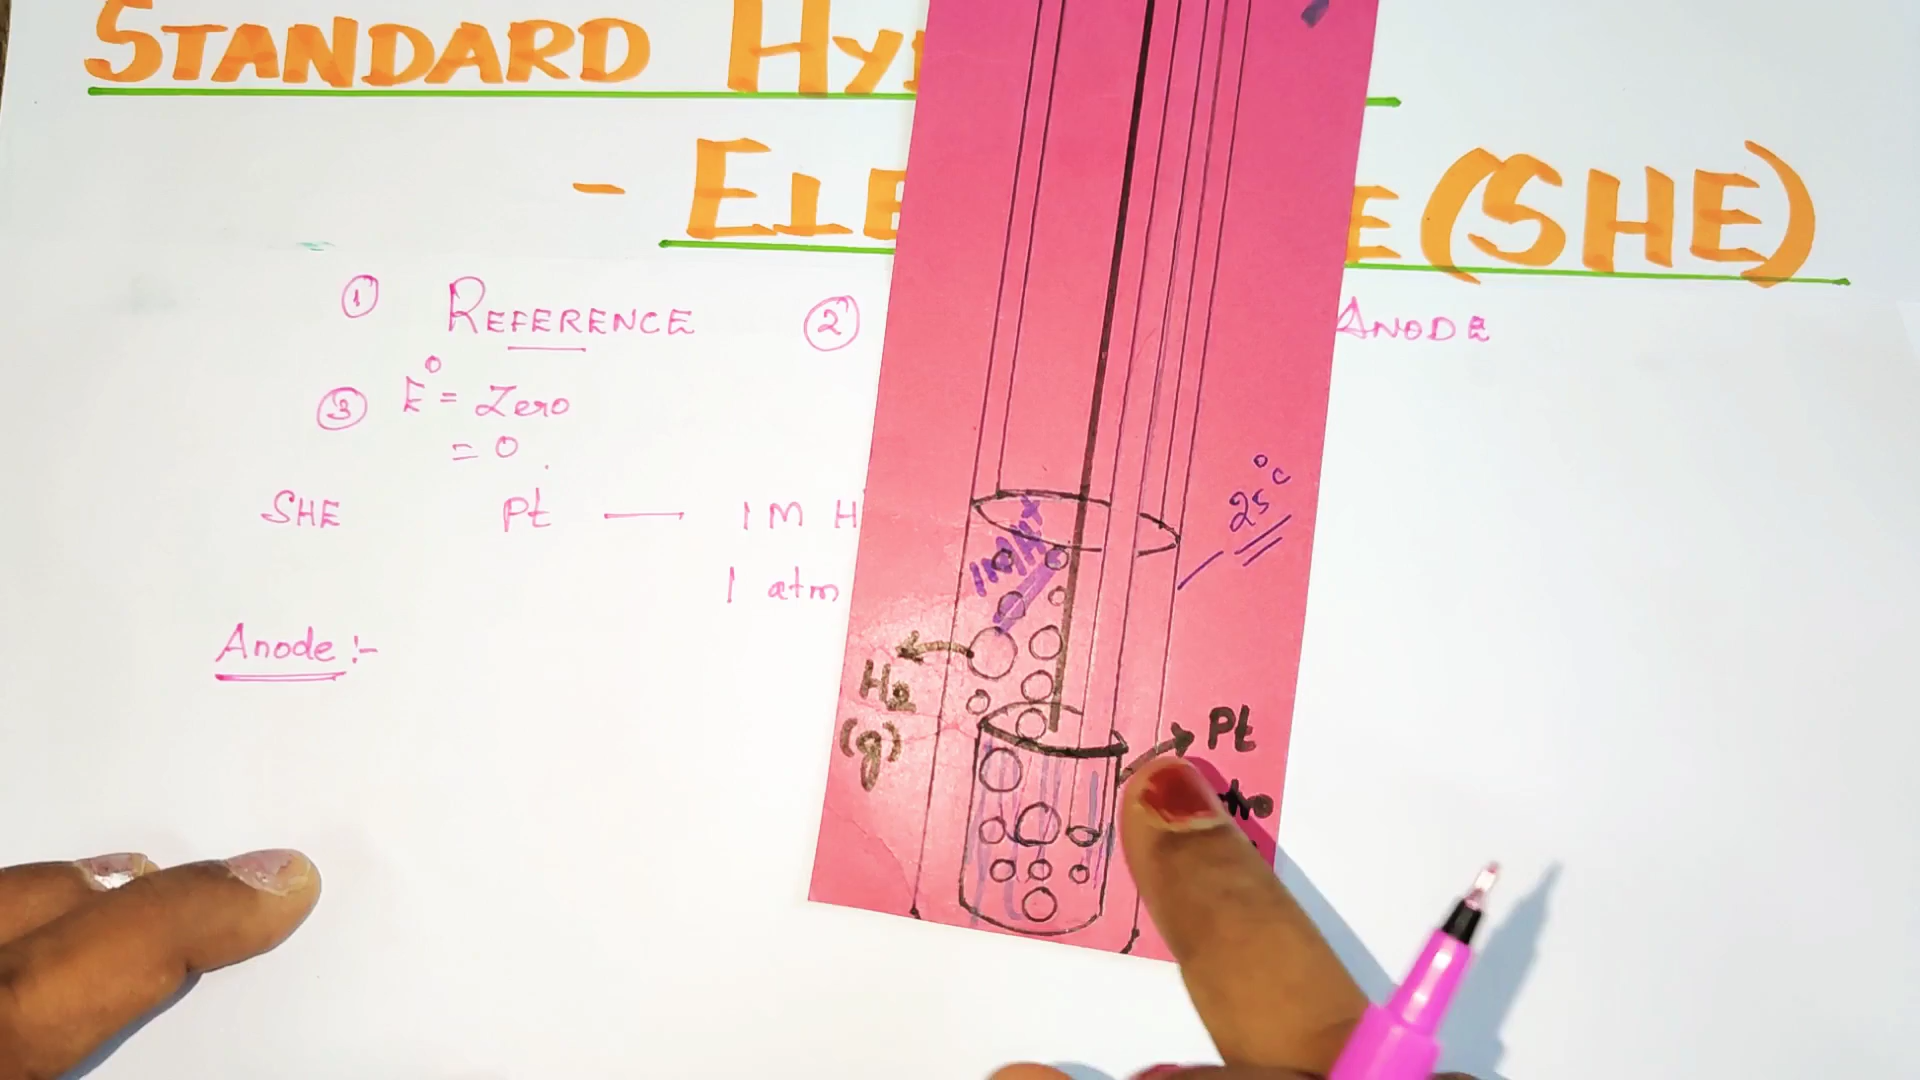 STANDARD HY
- ELE E (SHE)
① REFERENCE ② ANODE
③ E° = Zero
= 0
SHE Pt — 1 M H
1 atm
Anode :-
25°C
1M H+
H2
(g)
Pt